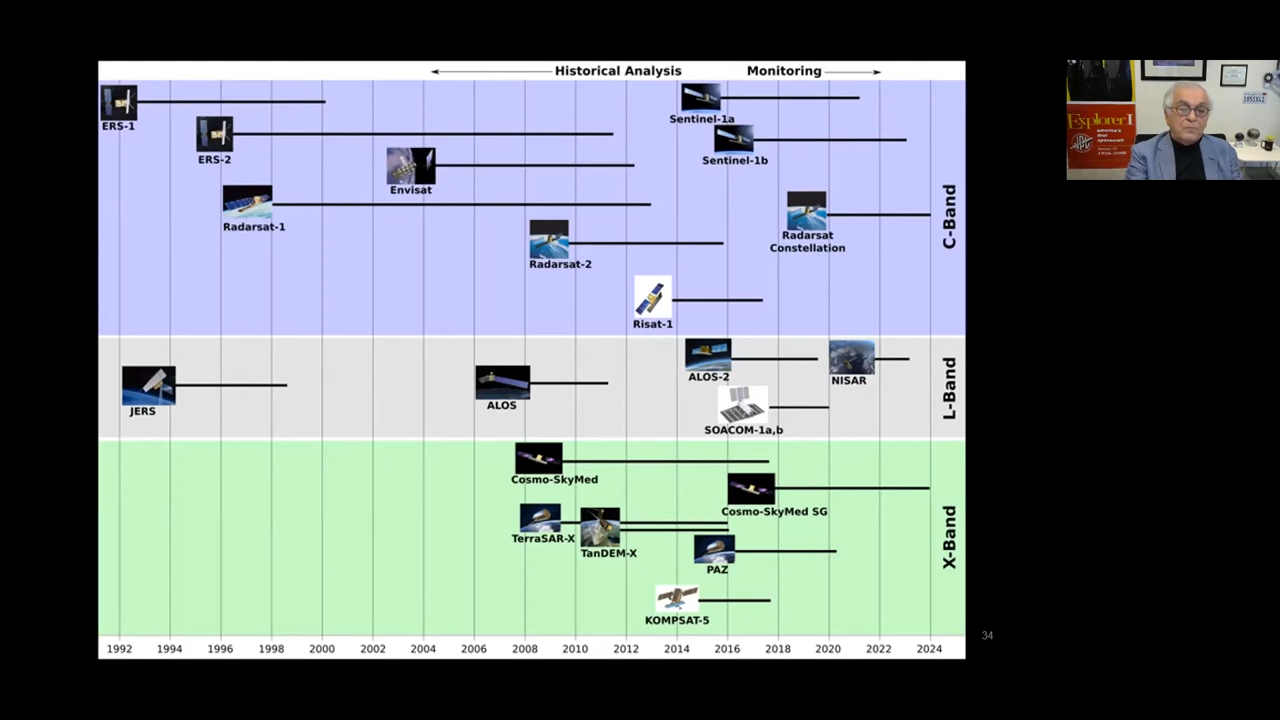 Historical Analysis
Monitoring
ERS-1
ERS-2
Envisat
Radarsat-1
Radarsat-2
Risat-1
Sentinel-1a
Sentinel-1b
Radarsat
Constellation
C-Band
JERS
ALOS
ALOS-2
NISAR
SOACOM-1a,b
L-Band
Cosmo-SkyMed
Cosmo-SkyMed SG
TerraSAR-X
TanDEM-X
PAZ
KOMPSAT-5
X-Band
1992 1994 1996 1998 2000 2002 2004 2006 2008 2010 2012 2014 2016 2018 2020 2022 2024
34
Explorer I
america's
first
JPL